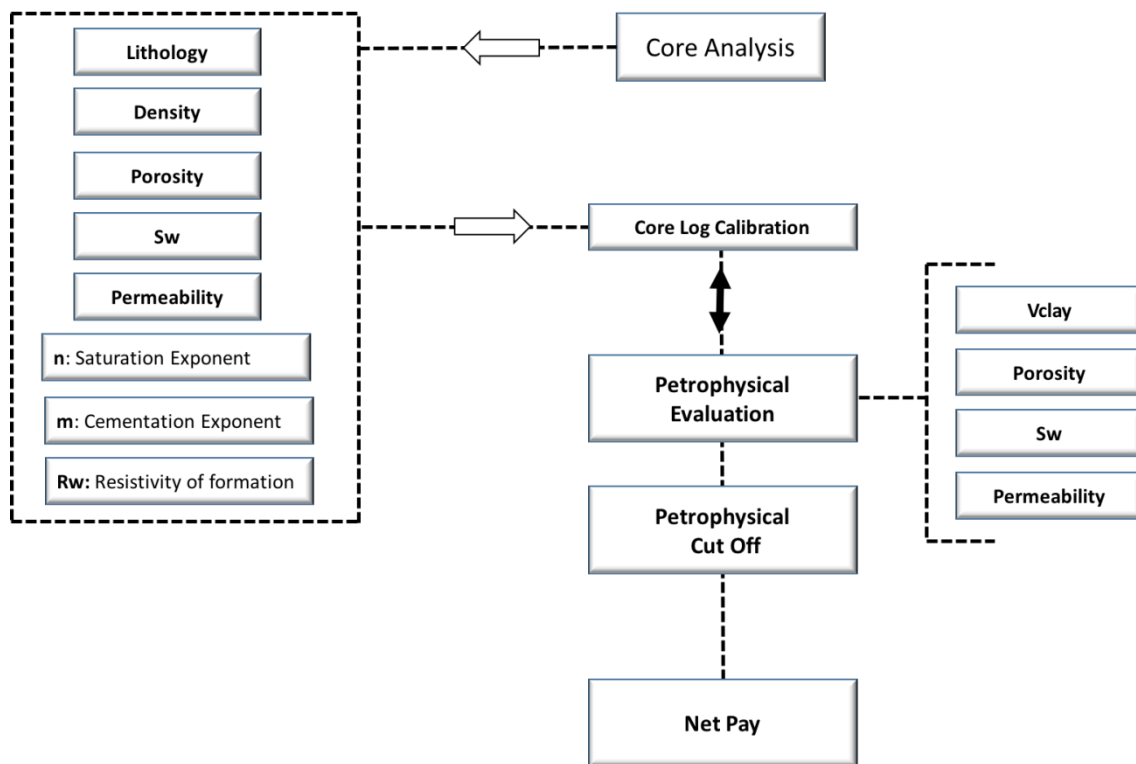 Lithology
Density
Porosity
Sw
Permeability
n: Saturation Exponent
m: Cementation Exponent
Rw: Resistivity of formation
Core Analysis
Core Log Calibration
Petrophysical
Evaluation
Petrophysical
Cut Off
Net Pay
Vclay
Porosity
Sw
Permeability